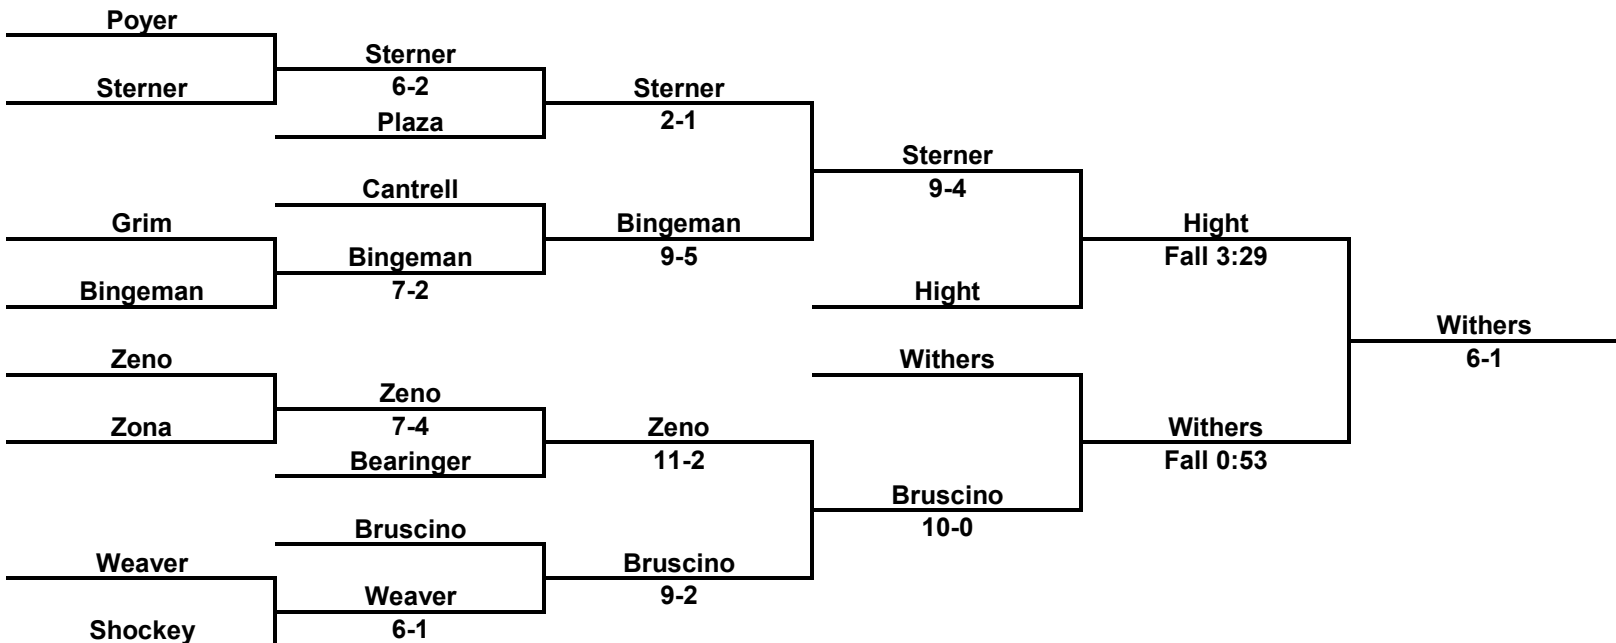 Poyer
Sterner
Sterner
6-2
Sterner
Plaza
2-1
Sterner
Cantrell
9-4
Grim
Bingeman
Hight
Bingeman
9-5
Fall 3:29
Bingeman
7-2
Hight
Withers
Zeno
Withers
6-1
Zeno
Zona
7-4
Zeno
Withers
Bearinger
11-2
Fall 0:53
Bruscino
Bruscino
10-0
Weaver
Bruscino
Weaver
9-2
Shockey
6-1